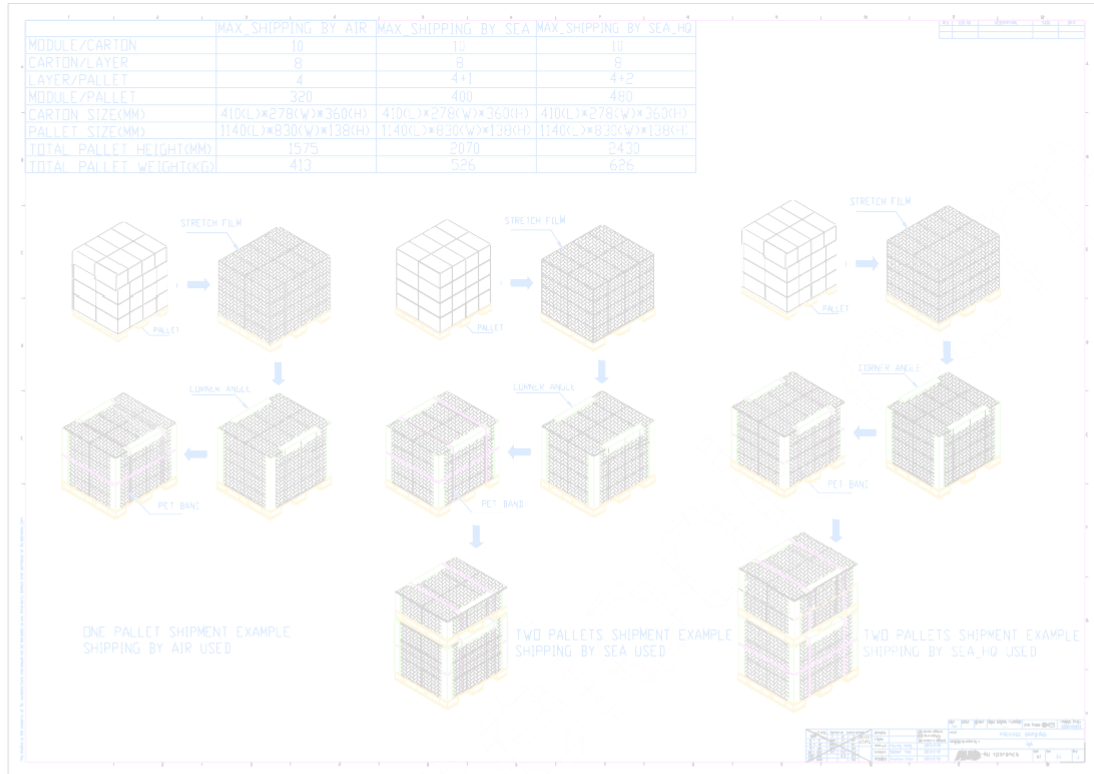 MAX_SHIPPING BY AIR MAX_SHIPPING BY SEA MAX_SHIPPING BY SEA_HQ
MODULE/CARTON 10 10 10
CARTON/LAYER 8 8 8
LAYER/PALLET 4 4+1 4+2
MODULE/PALLET 320 400 480
CARTON SIZE(MM) 410(L)*278(W)*360(H) 410(L)*278(W)*360(H) 410(L)*278(W)*360(H)
PALLET SIZE(MM) 1140(L)*830(W)*138(H) 1140(L)*830(W)*138(H) 1140(L)*830(W)*138(H)
TOTAL PALLET HEIGHT(MM) 1575 2070 2430
TOTAL PALLET WEIGHT(KG) 413 526 626
STRETCH FILM
STRETCH FILM
STRETCH FILM
PALLET
PALLET
PALLET
CORNER ANGLE
CORNER ANGLE
CORNER ANGLE
PET BAND
PET BAND
PET BAND
ONE PALLET SHIPMENT EXAMPLE
SHIPPING BY AIR USED
TWO PALLETS SHIPMENT EXAMPLE
SHIPPING BY SEA USED
TWO PALLETS SHIPMENT EXAMPLE
SHIPPING BY SEA_HQ USED